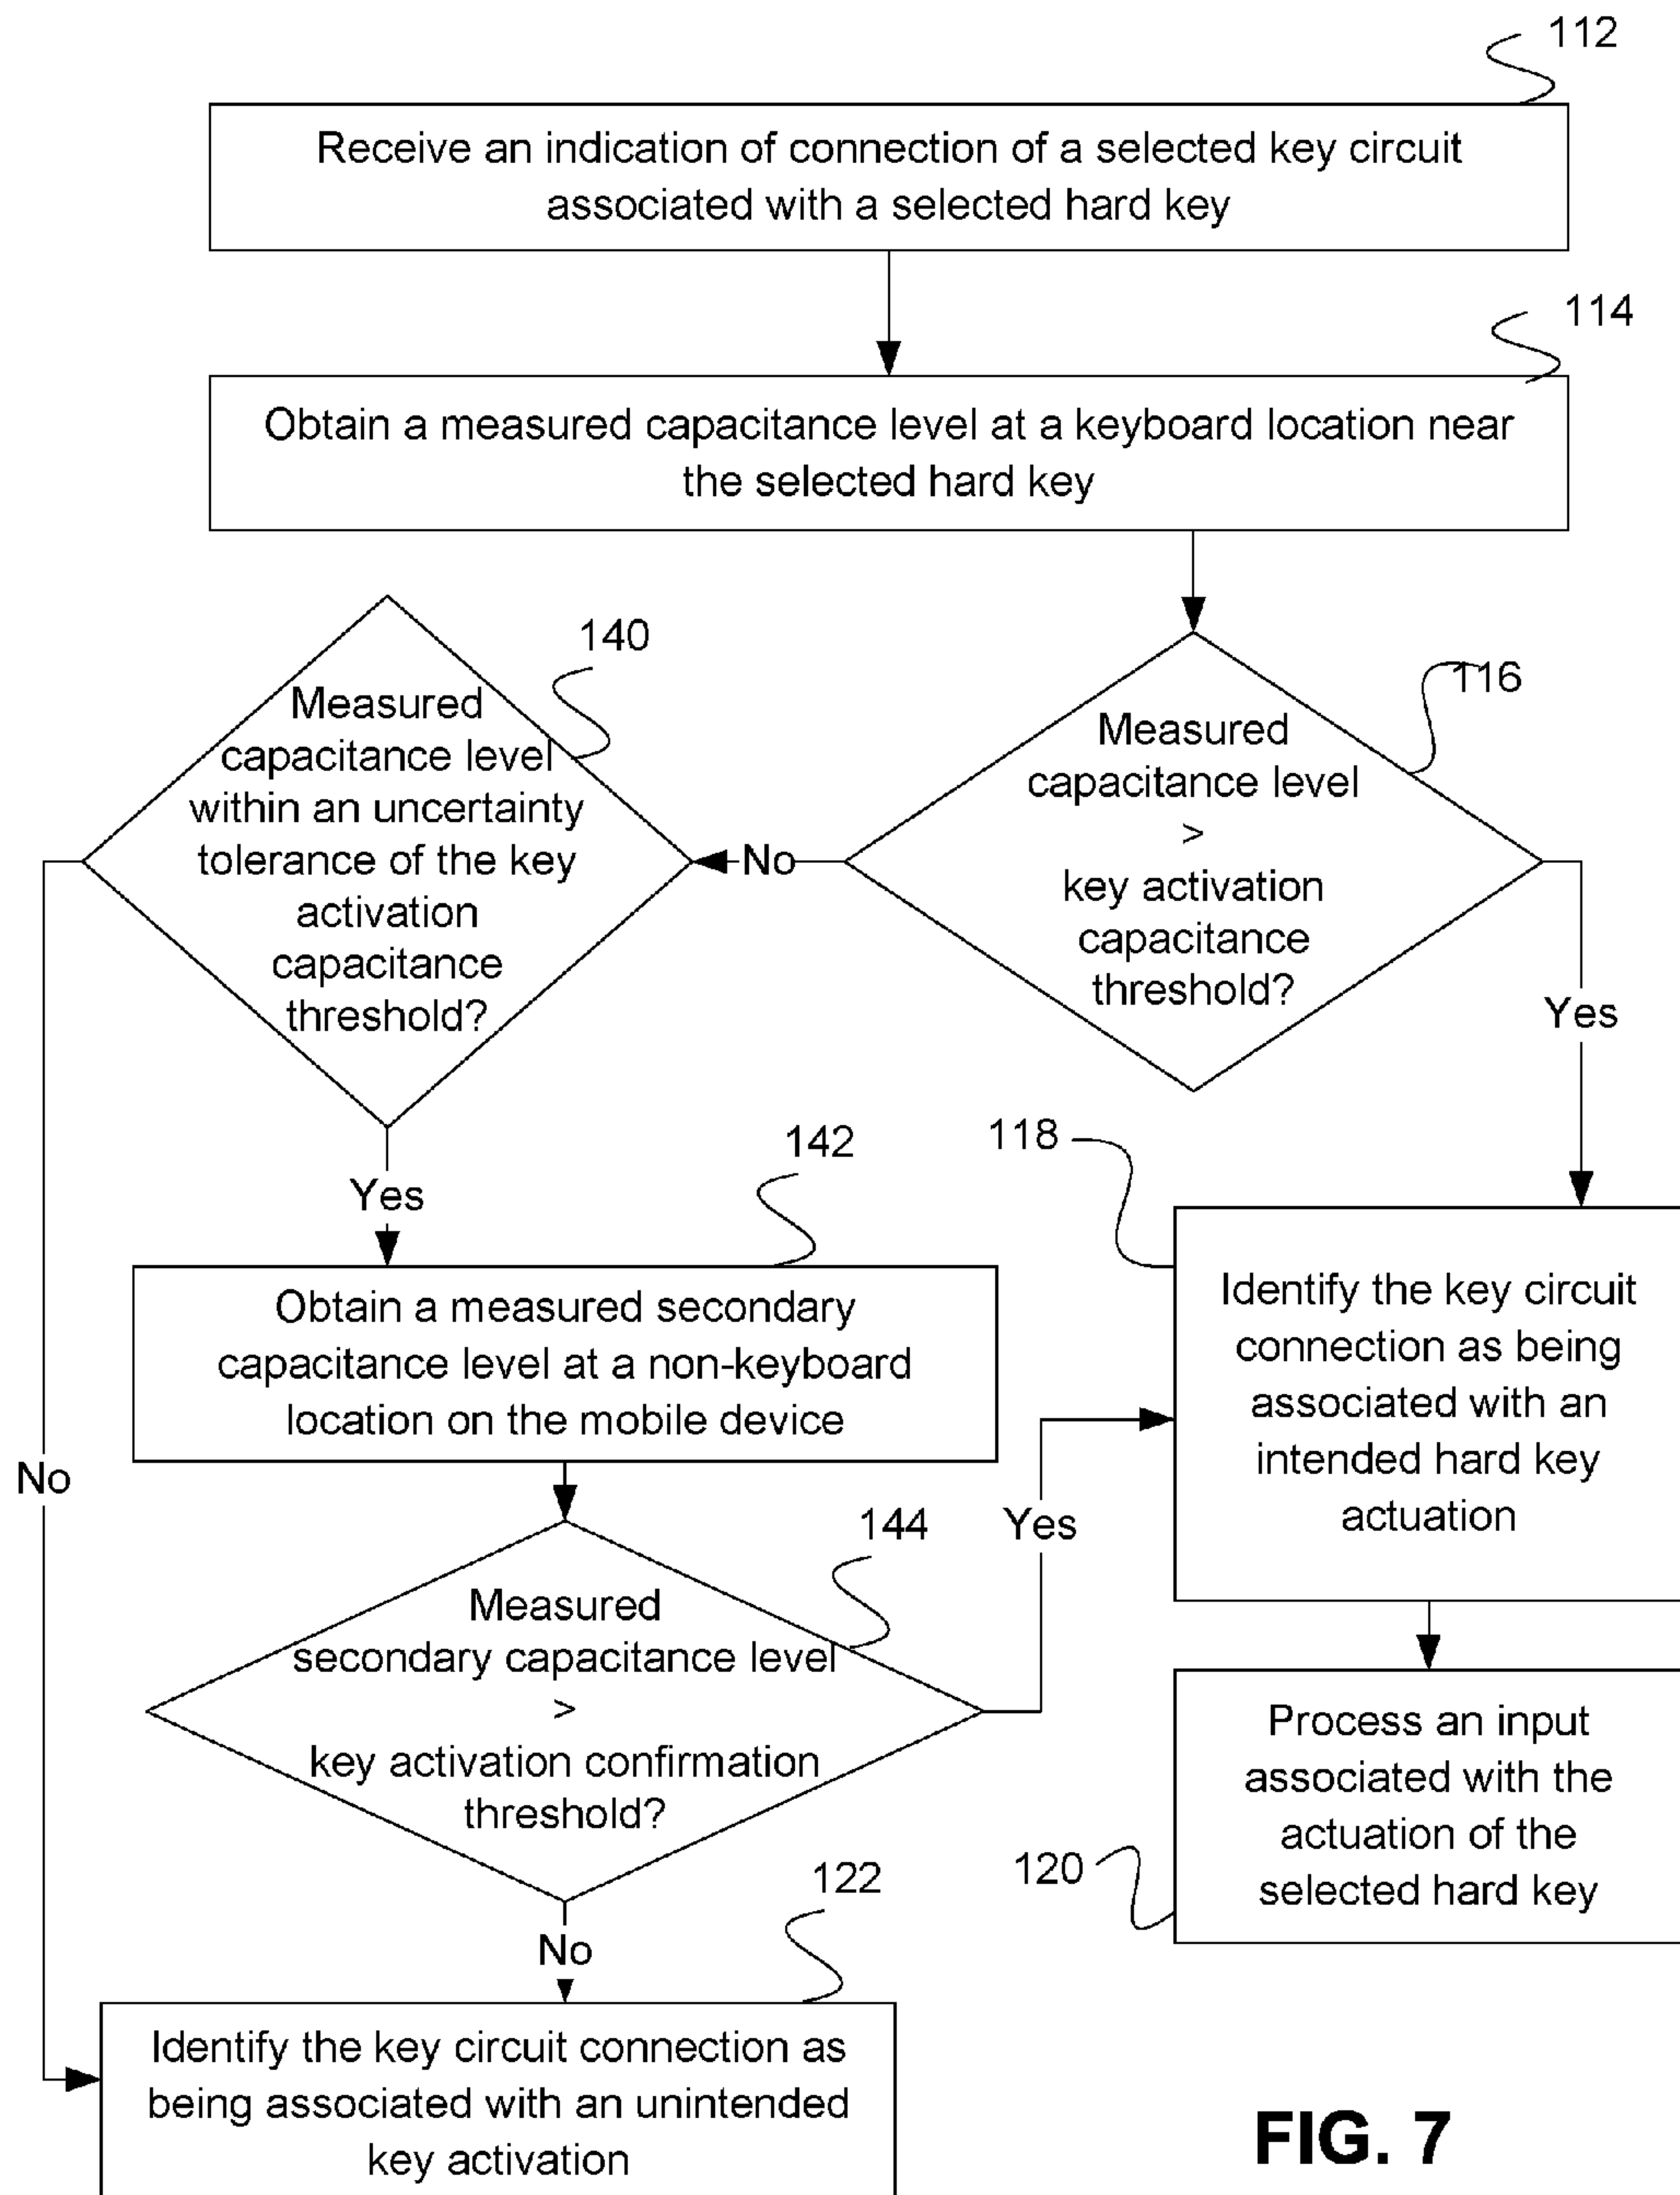 112
Receive an indication of connection of a selected key circuit
associated with a selected hard key
114
Obtain a measured capacitance level at a keyboard location near
the selected hard key
140
Measured
capacitance level
within an uncertainty
tolerance of the key
activation
capacitance
threshold?
No
116
Measured
capacitance level
>
key activation
capacitance
threshold?
Yes
Yes
142
Obtain a measured secondary
capacitance level at a non-keyboard
location on the mobile device
118
Identify the key circuit
connection as being
associated with an
intended hard key
actuation
No
144
Measured
secondary capacitance level
>
key activation confirmation
threshold?
Yes
120
Process an input
associated with the
actuation of the
selected hard key
No
122
Identify the key circuit connection as
being associated with an unintended
key activation
FIG. 7